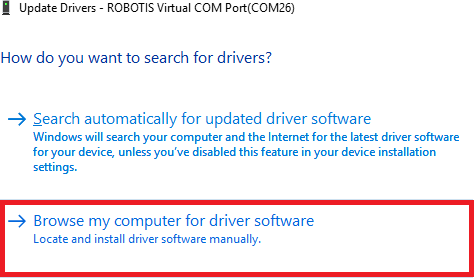 Update Drivers - ROBOTIS Virtual COM Port(COM26)
How do you want to search for drivers?
Search automatically for updated driver software
Windows will search your computer and the Internet for the latest driver software
for your device, unless you've disabled this feature in your device installation
settings.
Browse my computer for driver software
Locate and install driver software manually.